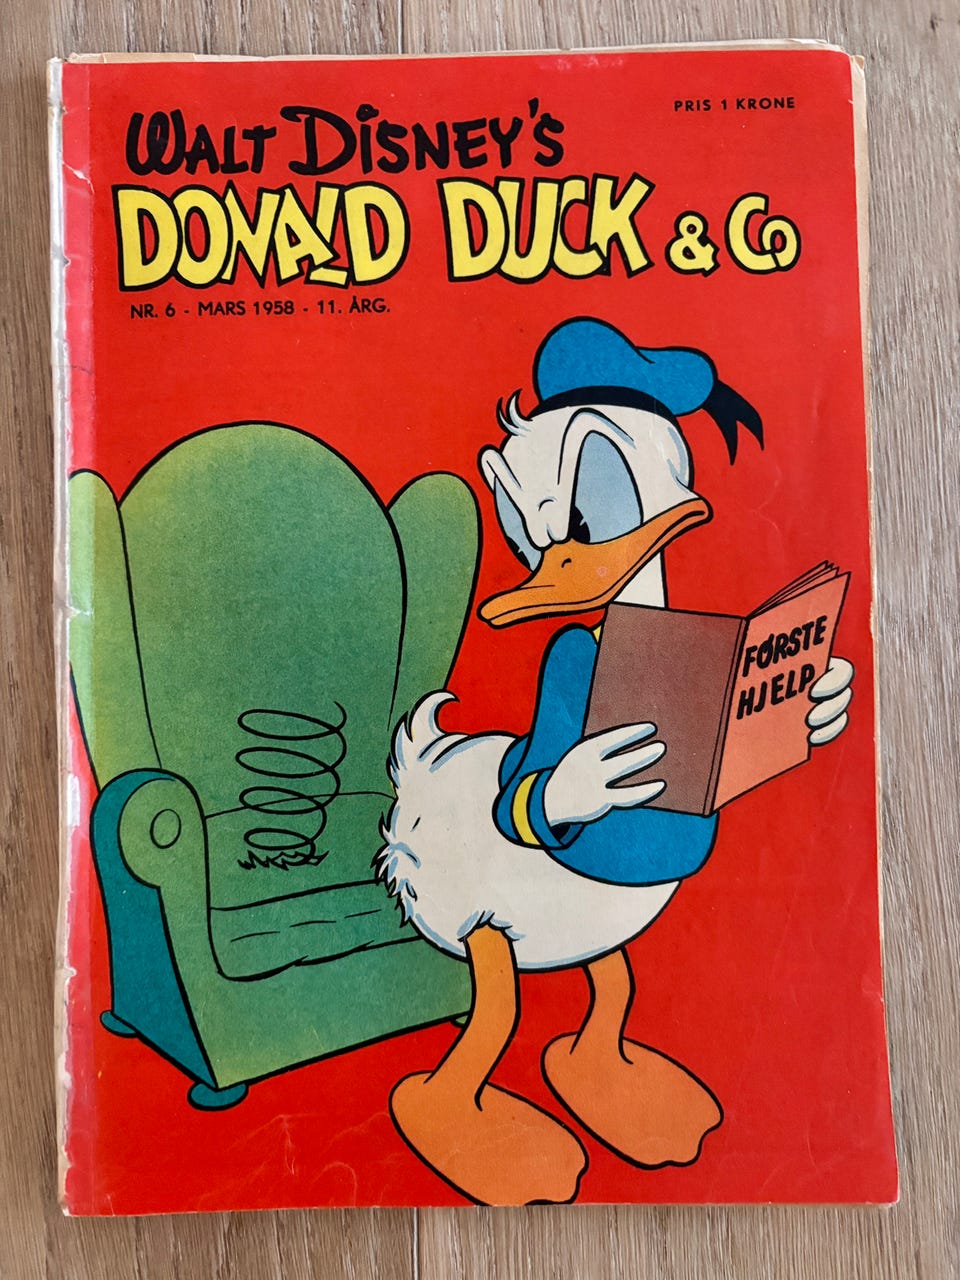 PRIS 1 KRONE
WALT DISNEY'S
DONALD DUCK & CO
NR. 6 - MARS 1958 - 11. ÅRG.
FØRSTE
HJELP